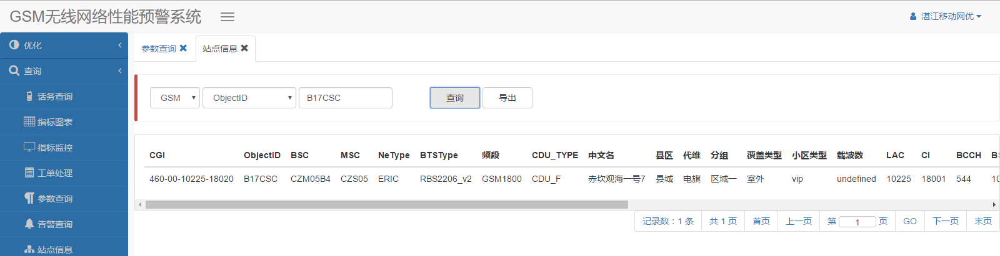 GSM无线网络性能预警系统
湛江移动网优
优化
查询
话务查询
指标图表
指标监控
工单处理
参数查询
告警查询
站点信息
参数查询 站点信息
GSM ObjectID B17CSC 查询 导出
CGI ObjectID BSC MSC NeType BTSType 频段 CDU_TYPE 中文名 县区 代维 分组 覆盖类型 小区类型 载波数 LAC CI BCCH BS
460-00-10225-18020 B17CSC CZM05B4 CZS05 ERIC RBS2206_v2 GSM1800 CDU_F 赤坎观海一号7 县城 电旗 区域一 室外 vip undefined 10225 18001 544 10
记录数：1 条 共 1 页 首页 上一页 第 1 页 GO 下一页 末页